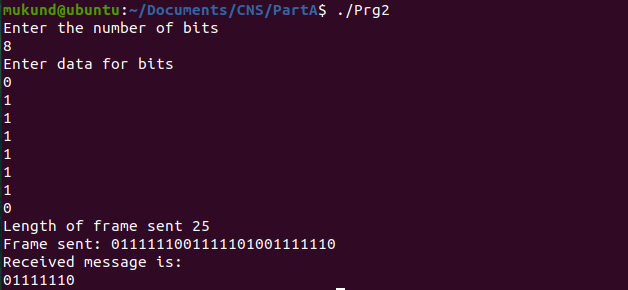 mukund@ubuntu:~/Documents/CNS/PartA$ ./Prg2
Enter the number of bits
8
Enter data for bits
0
1
1
1
1
1
1
0
Length of frame sent 25
Frame sent: 0111111001111101001111110
Received message is:
01111110